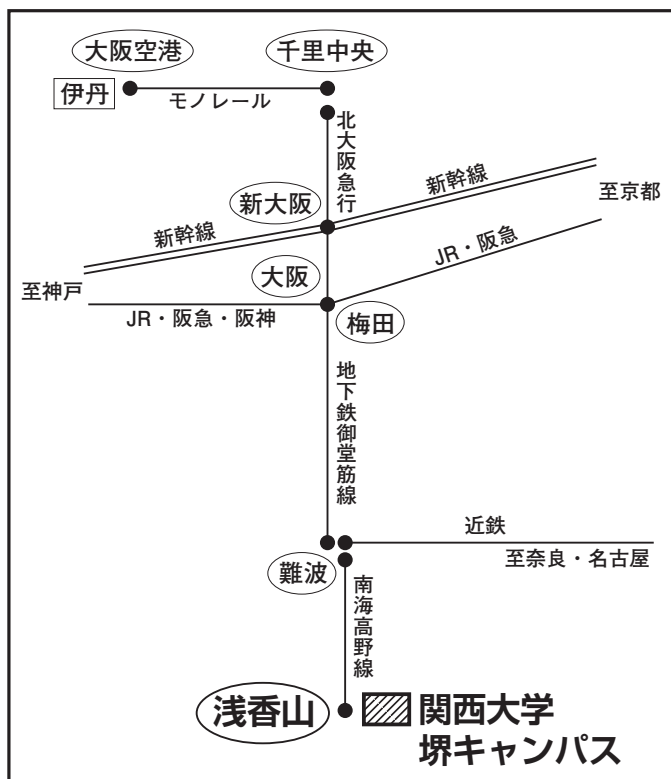 大阪空港
千里中央
伊丹
モノレール
北大阪急行
新幹線
至京都
新大阪
新幹線
JR・阪急
大阪
至神戸
JR・阪急・阪神
梅田
地下鉄御堂筋線
近鉄
難波
至奈良・名古屋
南海高野線
浅香山
関西大学
堺キャンパス